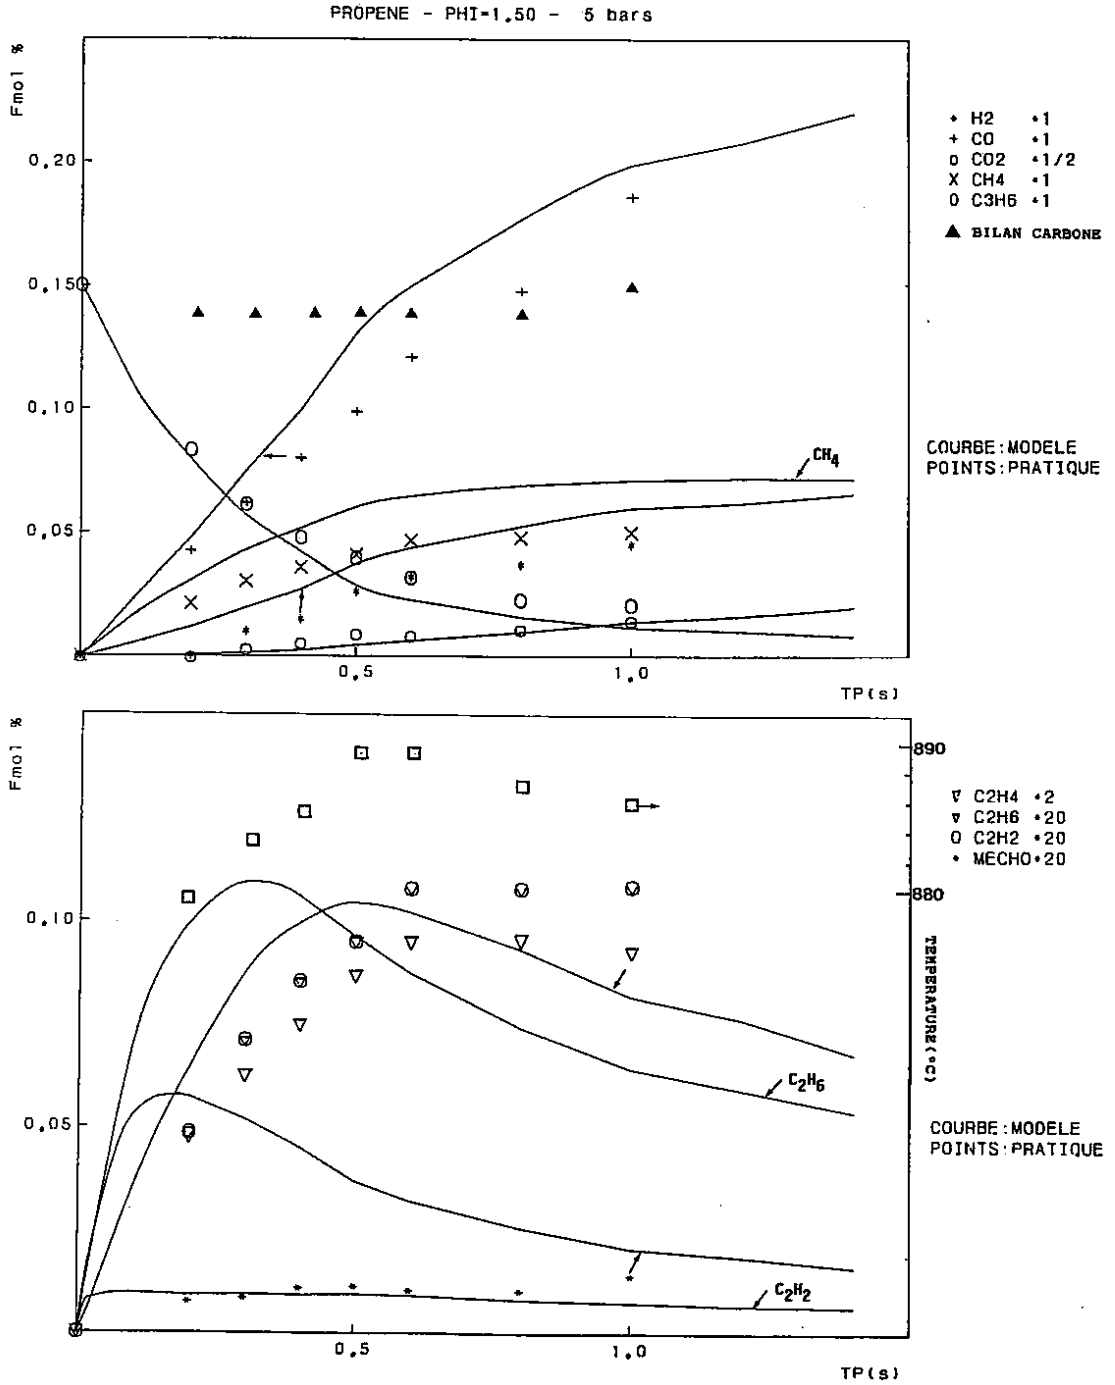 PROPENE - PHI=1.50 - 5 bars
Fmol %
0.20
0.15
0.10
0.05
0.5
1.0
TP(s)
* H2 *1
+ CO *1
O CO2 *1/2
X CH4 *1
O C3H6 *1
▲ BILAN CARBONE
CH4
COURBE:MODELE
POINTS:PRATIQUE
Fmol %
0.10
0.05
0.5
1.0
TP(s)
890
880
TEMPERATURE(°C)
▽ C2H4 *2
▽ C2H6 *20
O C2H2 *20
* MECHO*20
C2H6
C2H2
COURBE:MODELE
POINTS:PRATIQUE